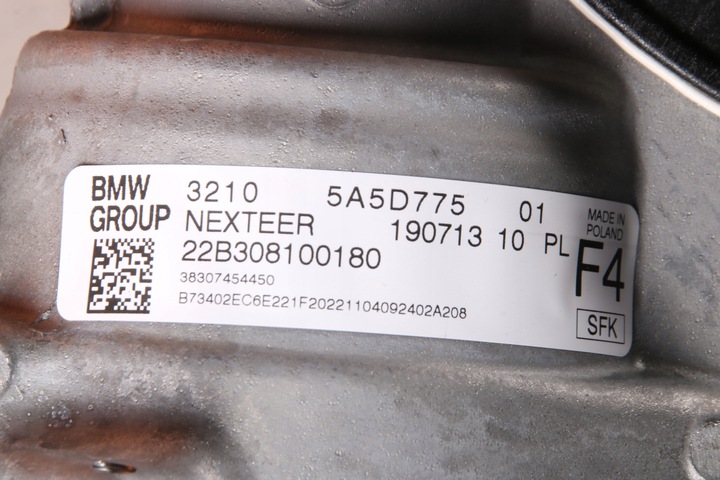 BMW GROUP
3210 5A5D775 01
NEXTEER 190713 10 PL
22B308100180
38307454450
B73402EC6E221F20221104092402A208
MADE IN POLAND
F4
SFK